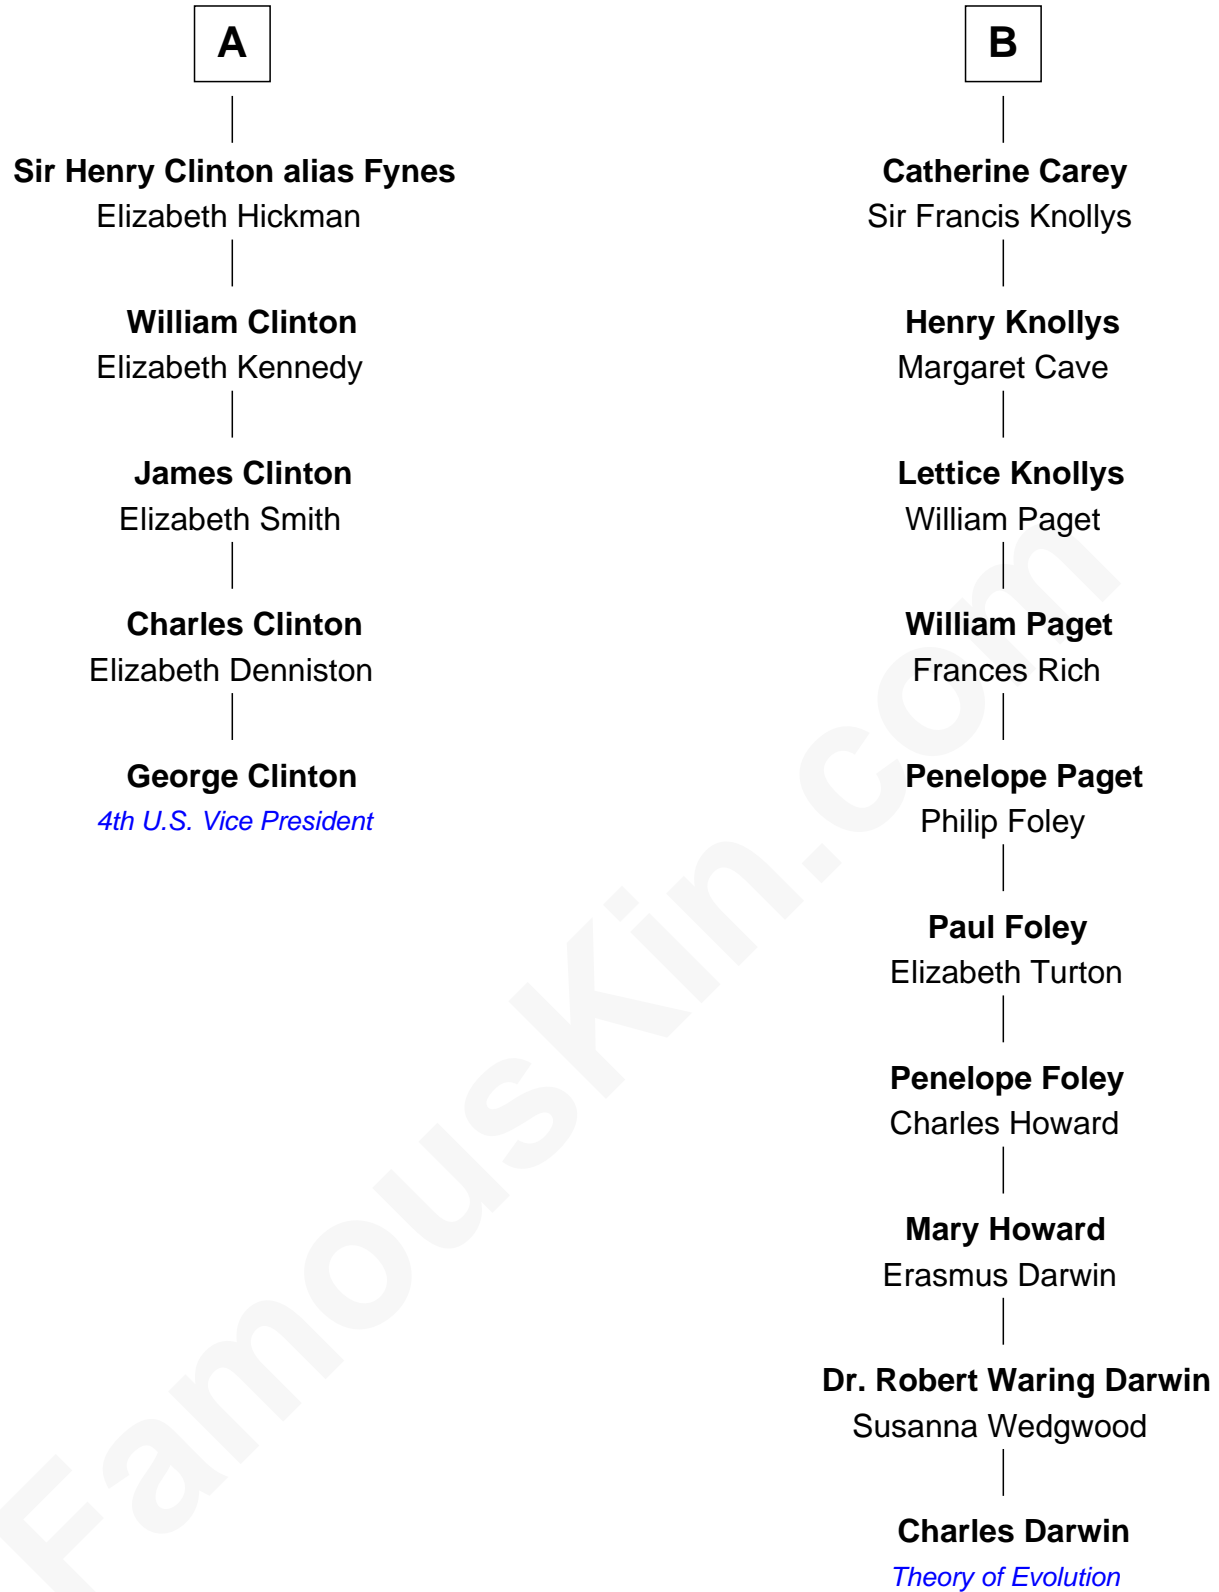 A
Sir Henry Clinton alias Fynes
Elizabeth Hickman
William Clinton
Elizabeth Kennedy
James Clinton
Elizabeth Smith
Charles Clinton
Elizabeth Denniston
George Clinton
4th U.S. Vice President
B
Catherine Carey
Sir Francis Knollys
Henry Knollys
Margaret Cave
Lettice Knollys
William Paget
William Paget
Frances Rich
Penelope Paget
Philip Foley
Paul Foley
Elizabeth Turton
Penelope Foley
Charles Howard
Mary Howard
Erasmus Darwin
Dr. Robert Waring Darwin
Susanna Wedgwood
Charles Darwin
Theory of Evolution
FamousKin.com